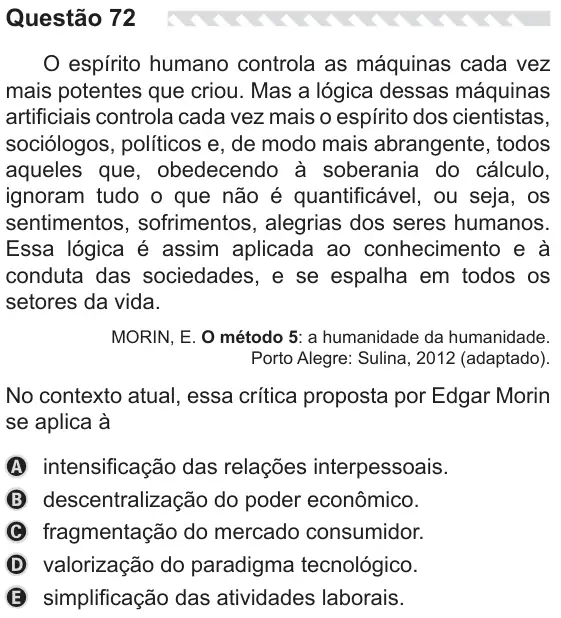 Questão 72
O espírito humano controla as máquinas cada vez
mais potentes que criou. Mas a lógica dessas máquinas
artificiais controla cada vez mais o espírito dos cientistas,
sociólogos, políticos e, de modo mais abrangente, todos
aqueles que, obedecendo à soberania do cálculo,
ignoram tudo o que não é quantificável, ou seja, os
sentimentos, sofrimentos, alegrias dos seres humanos.
Essa lógica é assim aplicada ao conhecimento e à
conduta das sociedades, e se espalha em todos os
setores da vida.
MORIN, E. O método 5: a humanidade da humanidade.
Porto Alegre: Sulina, 2012 (adaptado).
No contexto atual, essa crítica proposta por Edgar Morin
se aplica à
A intensificação das relações interpessoais.
B descentralização do poder econômico.
C fragmentação do mercado consumidor.
D valorização do paradigma tecnológico.
E simplificação das atividades laborais.